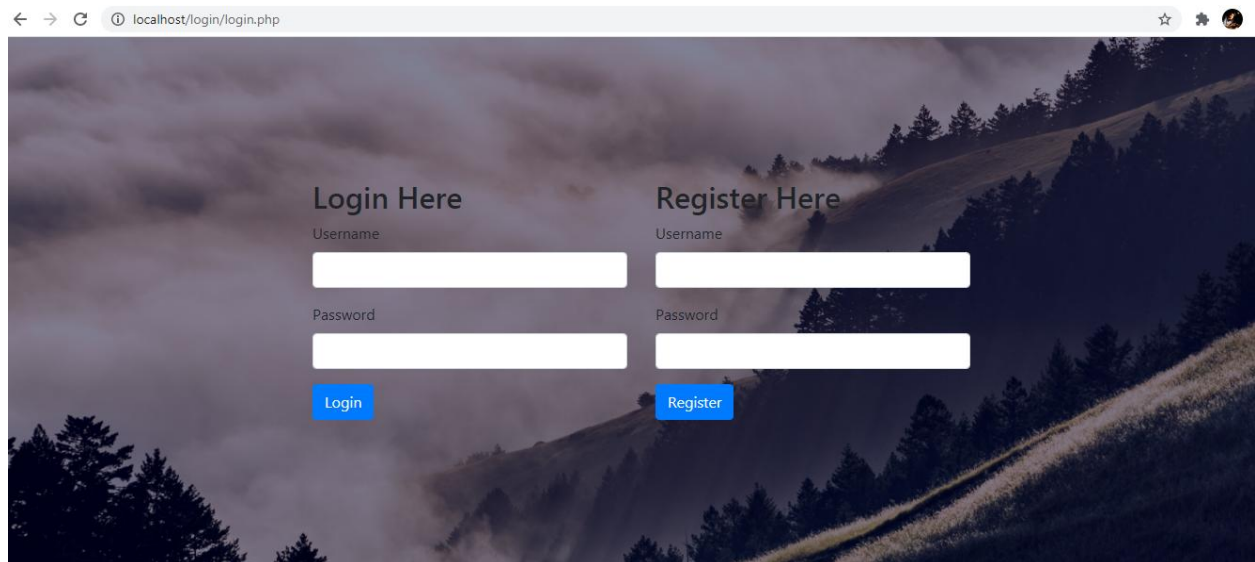 localhost/login/login.php
Login Here
Username
Password
Login
Register Here
Username
Password
Register